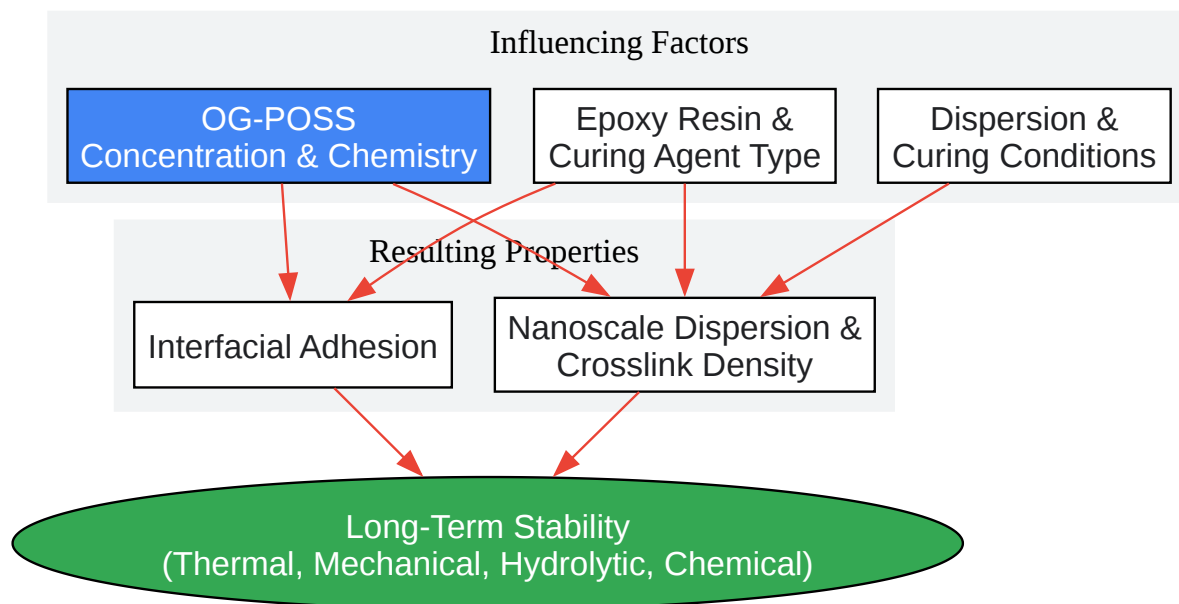 Influencing Factors
OG-POSS
Concentration & Chemistry
Epoxy Resin &
Curing Agent Type
Dispersion &
Curing Conditions
Resulting Properties
Interfacial Adhesion
Nanoscale Dispersion &
Crosslink Density
Long-Term Stability
(Thermal, Mechanical, Hydrolytic, Chemical)